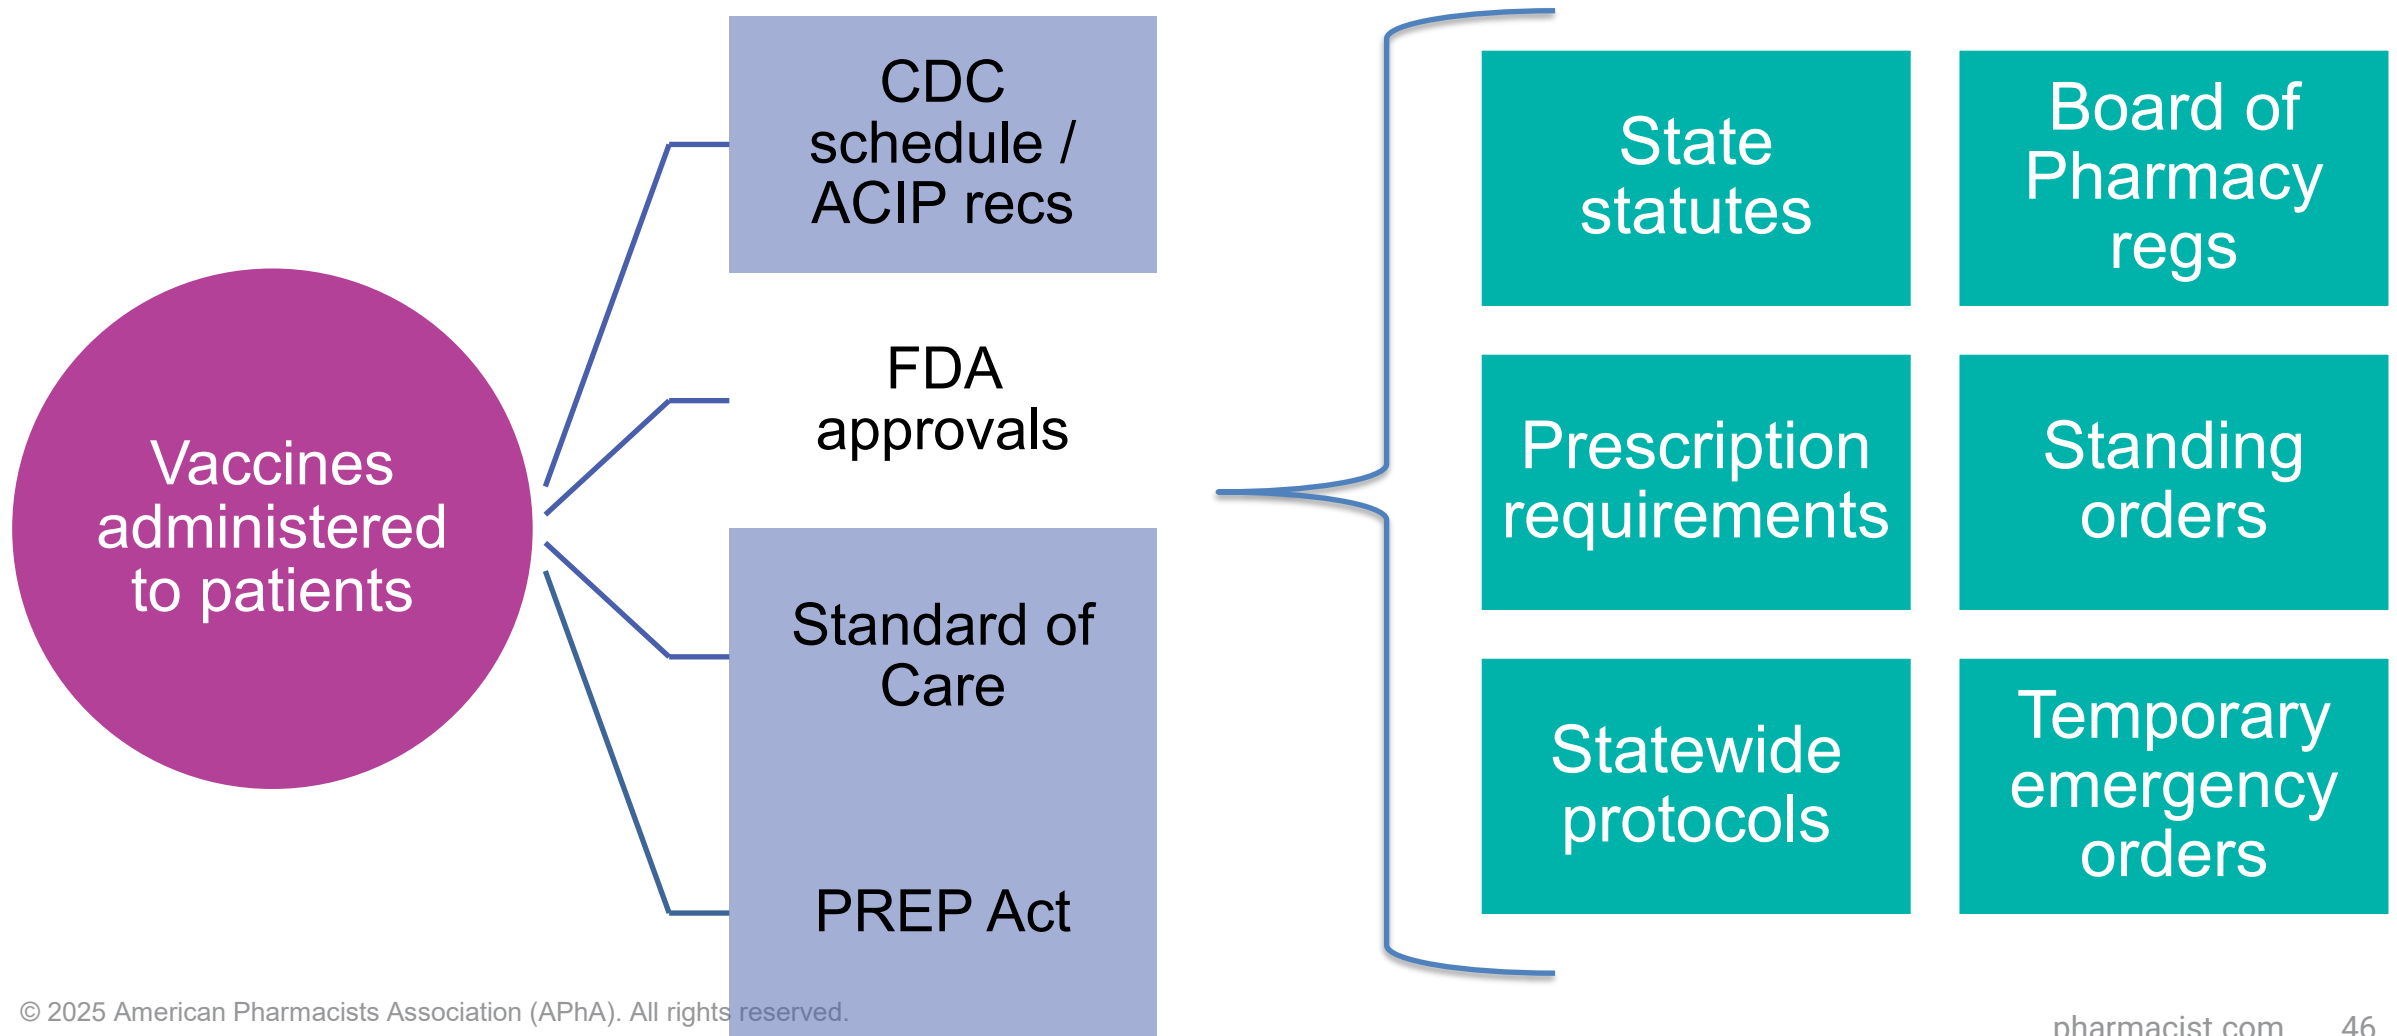 Vaccines
administered
to patients
CDC
schedule /
ACIP recs
FDA
approvals
Standard of
Care
PREP Act
State
statutes
Board of
Pharmacy
regs
Prescription
requirements
Standing
orders
Statewide
protocols
Temporary
emergency
orders
© 2025 American Pharmacists Association (APhA). All rights reserved.
pharmacist.com 46